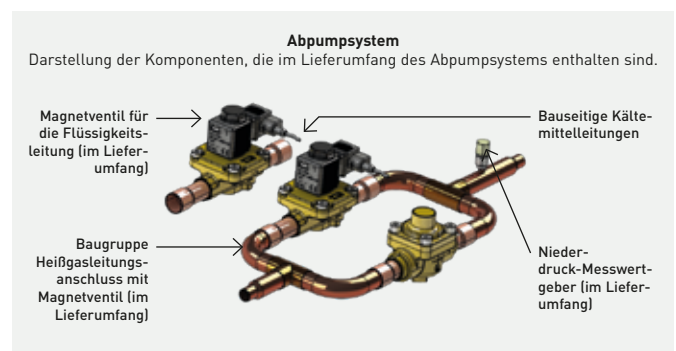 Abpumpsystem
Darstellung der Komponenten, die im Lieferumfang des Abpumpsystems enthalten sind.
Magnetventil für
die Flüssigkeits-
leitung (im Liefer-
umfang)
Bauseitige Kälte-
mittelleitungen
Baugruppe
Heißgasleitungs-
anschluss mit
Magnetventil (im
Lieferumfang)
Nieder-
druck-Messwert-
geber (im Liefer-
umfang)